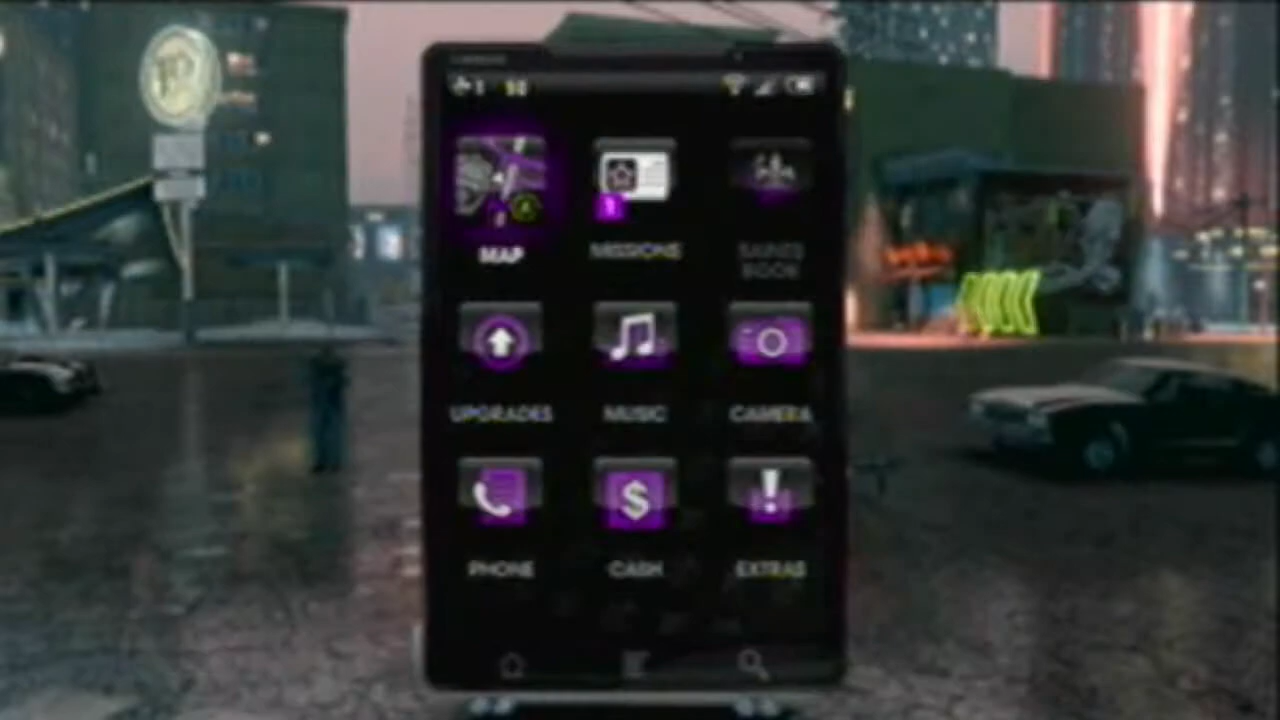 MAP
MISSIONS
SAINTS
BOOK
UPGRADES
MUSIC
CAMERA
PHONE
$
CASH
!
EXTRAS